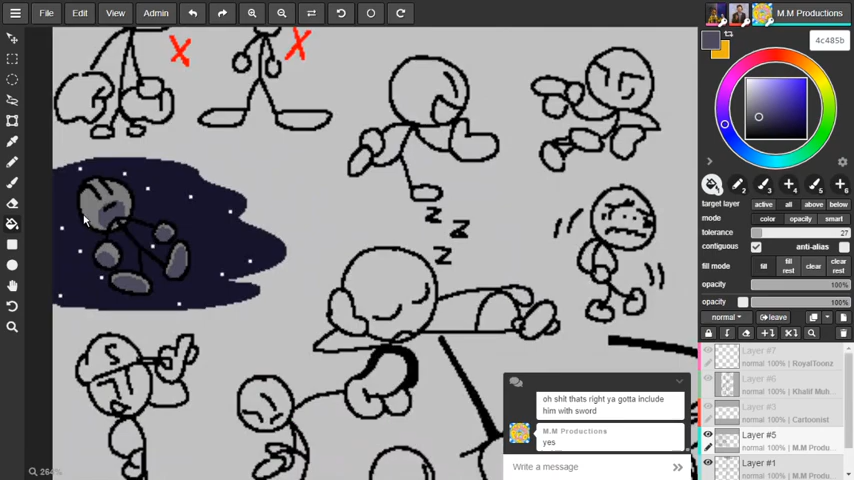 File Edit View Admin
M.M Productions
4c485b
target layer active all above below
mode color opacity smart
tolerance 27
contiguous anti-alias
fill mode fill fill rest clear clear rest
opacity 100%
opacity 100%
normal leave
Layer #7
normal 100% | RoyalToonz
Layer #6
normal 100% | Khalif Muh...
Layer #3
normal 100% | Cartoonist
Layer #5
normal 100% | M.M Produ...
Layer #1
normal 100% | M.M Produ...
X X
Z
Z
Z
S
oh shit thats right ya gotta include
him with sword
M.M Productions
yes
Write a message
264%